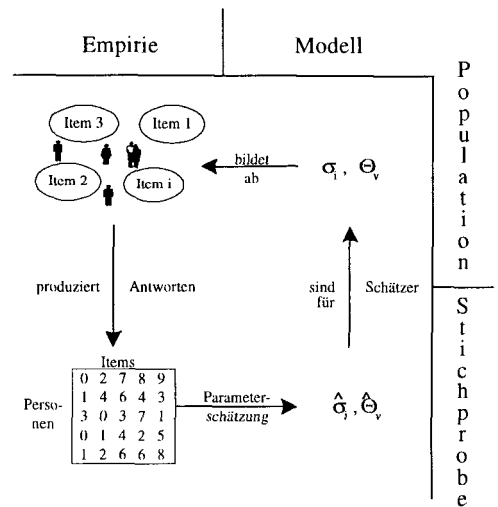 Empirie
Modell
Population
Item 3
Item 1
Item 2
Item i
bildet
ab
σi , Θv
produziert
Antworten
sind
für
Schätzer
Items
Perso-
nen
0 2 7 8 9
1 4 6 4 3
3 0 3 7 1
0 1 4 2 5
1 2 6 6 8
Parameter-
schätzung
σ̂i, Θ̂v
Stichprobe